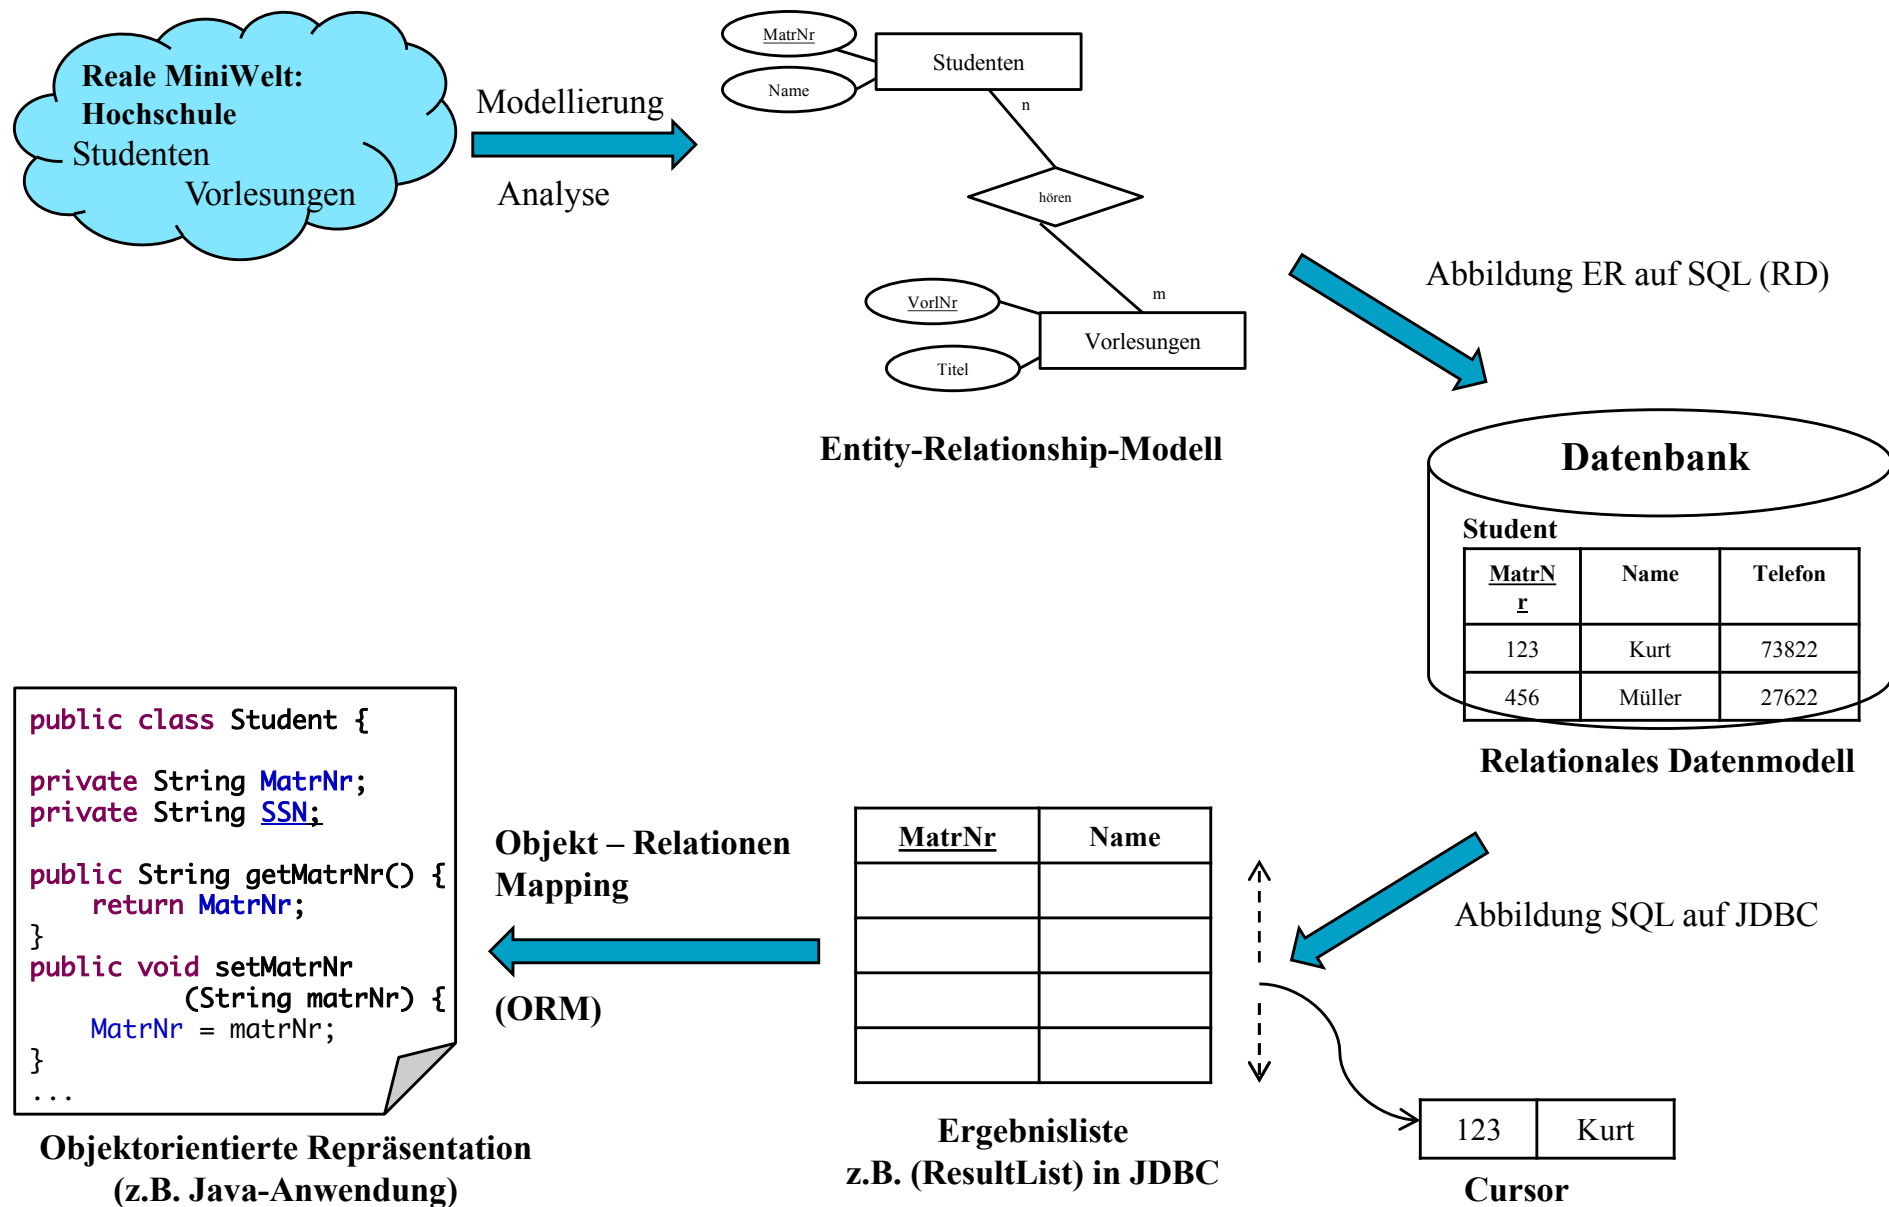 Reale MiniWelt:
Hochschule
Studenten
Vorlesungen
Modellierung
Analyse
MatrNr
Name
Studenten
n
hören
m
VorlNr
Titel
Vorlesungen
Entity-Relationship-Modell
Abbildung ER auf SQL (RD)
Datenbank
Student
MatrN
r
Name
Telefon
123
Kurt
73822
456
Müller
27622
Relationales Datenmodell
Abbildung SQL auf JDBC
MatrNr
Name
123
Kurt
Cursor
Ergebnisliste
z.B. (ResultList) in JDBC
Objekt – Relationen
Mapping
(ORM)
public class Student {
private String MatrNr;
private String SSN;
public String getMatrNr() {
return MatrNr;
}
public void setMatrNr
(String matrNr) {
MatrNr = matrNr;
}
...
Objektorientierte Repräsentation
(z.B. Java-Anwendung)